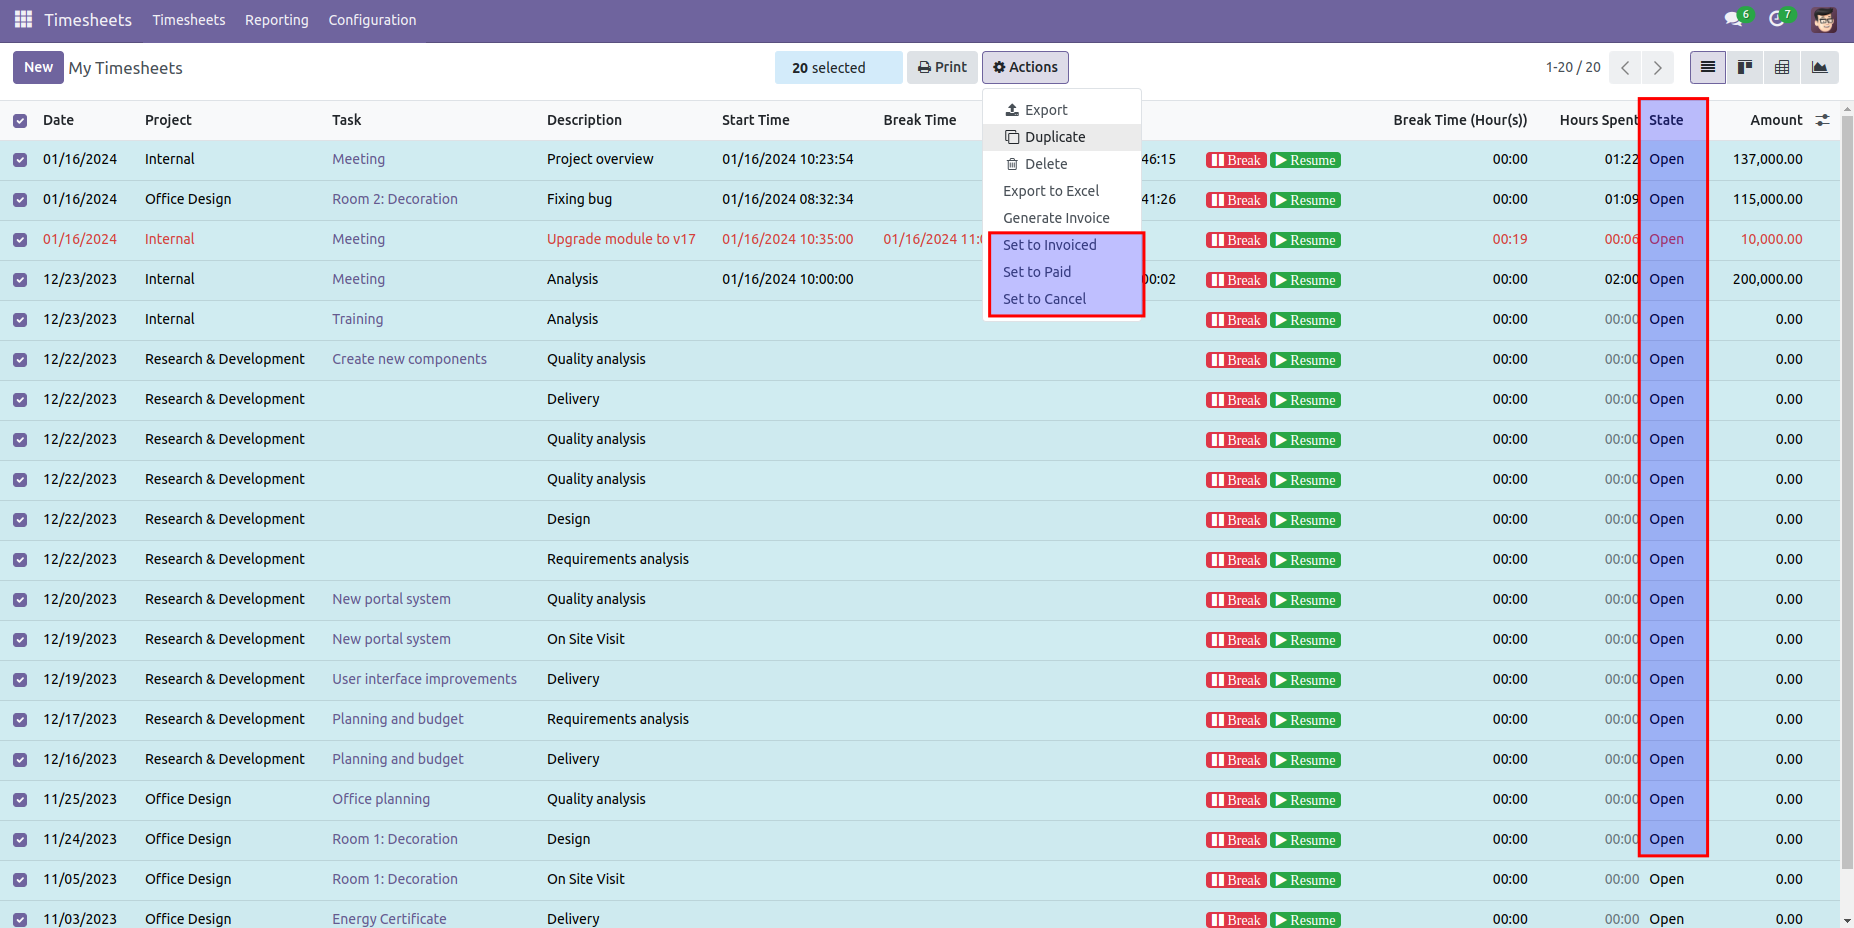 Timesheets Timesheets Reporting Configuration 6 7
New My Timesheets 20 selected Print Actions 1-20 / 20
Export
Duplicate
Delete
Export to Excel
Generate Invoice
Set to Invoiced
Set to Paid
Set to Cancel
Date Project Task Description Start Time Break Time Break Time (Hour(s)) Hours Spent State Amount
01/16/2024 Internal Meeting Project overview 01/16/2024 10:23:54 46:15 Break Resume 00:00 01:22 Open 137,000.00
01/16/2024 Office Design Room 2: Decoration Fixing bug 01/16/2024 08:32:34 41:26 Break Resume 00:00 01:09 Open 115,000.00
01/16/2024 Internal Meeting Upgrade module to v17 01/16/2024 10:35:00 01/16/2024 11: Break Resume 00:19 00:06 Open 10,000.00
12/23/2023 Internal Meeting Analysis 01/16/2024 10:00:00 00:02 Break Resume 00:00 02:00 Open 200,000.00
12/23/2023 Internal Training Analysis Break Resume 00:00 00:00 Open 0.00
12/22/2023 Research & Development Create new components Quality analysis Break Resume 00:00 00:00 Open 0.00
12/22/2023 Research & Development Delivery Break Resume 00:00 00:00 Open 0.00
12/22/2023 Research & Development Quality analysis Break Resume 00:00 00:00 Open 0.00
12/22/2023 Research & Development Quality analysis Break Resume 00:00 00:00 Open 0.00
12/22/2023 Research & Development Design Break Resume 00:00 00:00 Open 0.00
12/22/2023 Research & Development Requirements analysis Break Resume 00:00 00:00 Open 0.00
12/20/2023 Research & Development New portal system Quality analysis Break Resume 00:00 00:00 Open 0.00
12/19/2023 Research & Development New portal system On Site Visit Break Resume 00:00 00:00 Open 0.00
12/19/2023 Research & Development User interface improvements Delivery Break Resume 00:00 00:00 Open 0.00
12/17/2023 Research & Development Planning and budget Requirements analysis Break Resume 00:00 00:00 Open 0.00
12/16/2023 Research & Development Planning and budget Delivery Break Resume 00:00 00:00 Open 0.00
11/25/2023 Office Design Office planning Quality analysis Break Resume 00:00 00:00 Open 0.00
11/24/2023 Office Design Room 1: Decoration Design Break Resume 00:00 00:00 Open 0.00
11/05/2023 Office Design Room 1: Decoration On Site Visit Break Resume 00:00 00:00 Open 0.00
11/03/2023 Office Design Energy Certificate Delivery Break Resume 00:00 00:00 Open 0.00